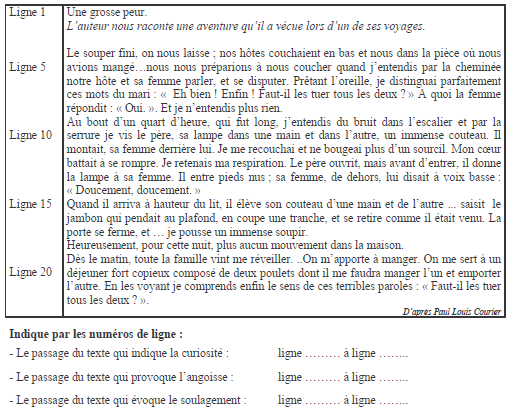 Ligne 1 Une grosse peur.
L'auteur nous raconte une aventure qu'il a vécue lors d'un de ses voyages.
Le souper fini, on nous laisse ; nos hôtes couchaient en bas et nous dans la pièce où nous
Ligne 5 avions mangé…nous nous préparions à nous coucher quand j'entendis par la cheminée
notre hôte et sa femme parler, et se disputer. Prêtant l'oreille, je distinguai parfaitement
ces mots du mari : « Eh bien ! Enfin ! Faut-il les tuer tous les deux ? » A quoi la femme
répondit : « Oui. ». Et je n'entendis plus rien.
Ligne 10 Au bout d'un quart d'heure, qui fut long, j'entendis du bruit dans l'escalier et par la
serrure je vis le père, sa lampe dans une main et dans l'autre, un immense couteau. Il
montait, sa femme derrière lui. Je me recouchai et ne bougeai plus d'un sourcil. Mon cœur
battait à se rompre. Je retenais ma respiration. Le père ouvrit, mais avant d'entrer, il donne
la lampe à sa femme. Il entre pieds nus ; sa femme, de dehors, lui disait à voix basse :
« Doucement, doucement. »
Ligne 15 Quand il arriva à hauteur du lit, il élève son couteau d'une main et de l'autre ... saisit le
jambon qui pendait au plafond, en coupe une tranche, et se retire comme il était venu. La
porte se ferme, et … je pousse un immense soupir.
Heureusement, pour cette nuit, plus aucun mouvement dans la maison.
Ligne 20 Dès le matin, toute la famille vint me réveiller. ..On m'apporte à manger. On me sert à un
déjeuner fort copieux composé de deux poulets dont il me faudra manger l'un et emporter
l'autre. En les voyant je comprends enfin le sens de ces terribles paroles : « Faut-il les tuer
tous les deux ? ».
D'après Paul Louis Courier
Indique par les numéros de ligne :
- Le passage du texte qui indique la curiosité : ligne ……… à ligne ……..
- Le passage du texte qui provoque l'angoisse : ligne ……… à ligne ……..
- Le passage du texte qui évoque le soulagement : ligne ……… à ligne ……..